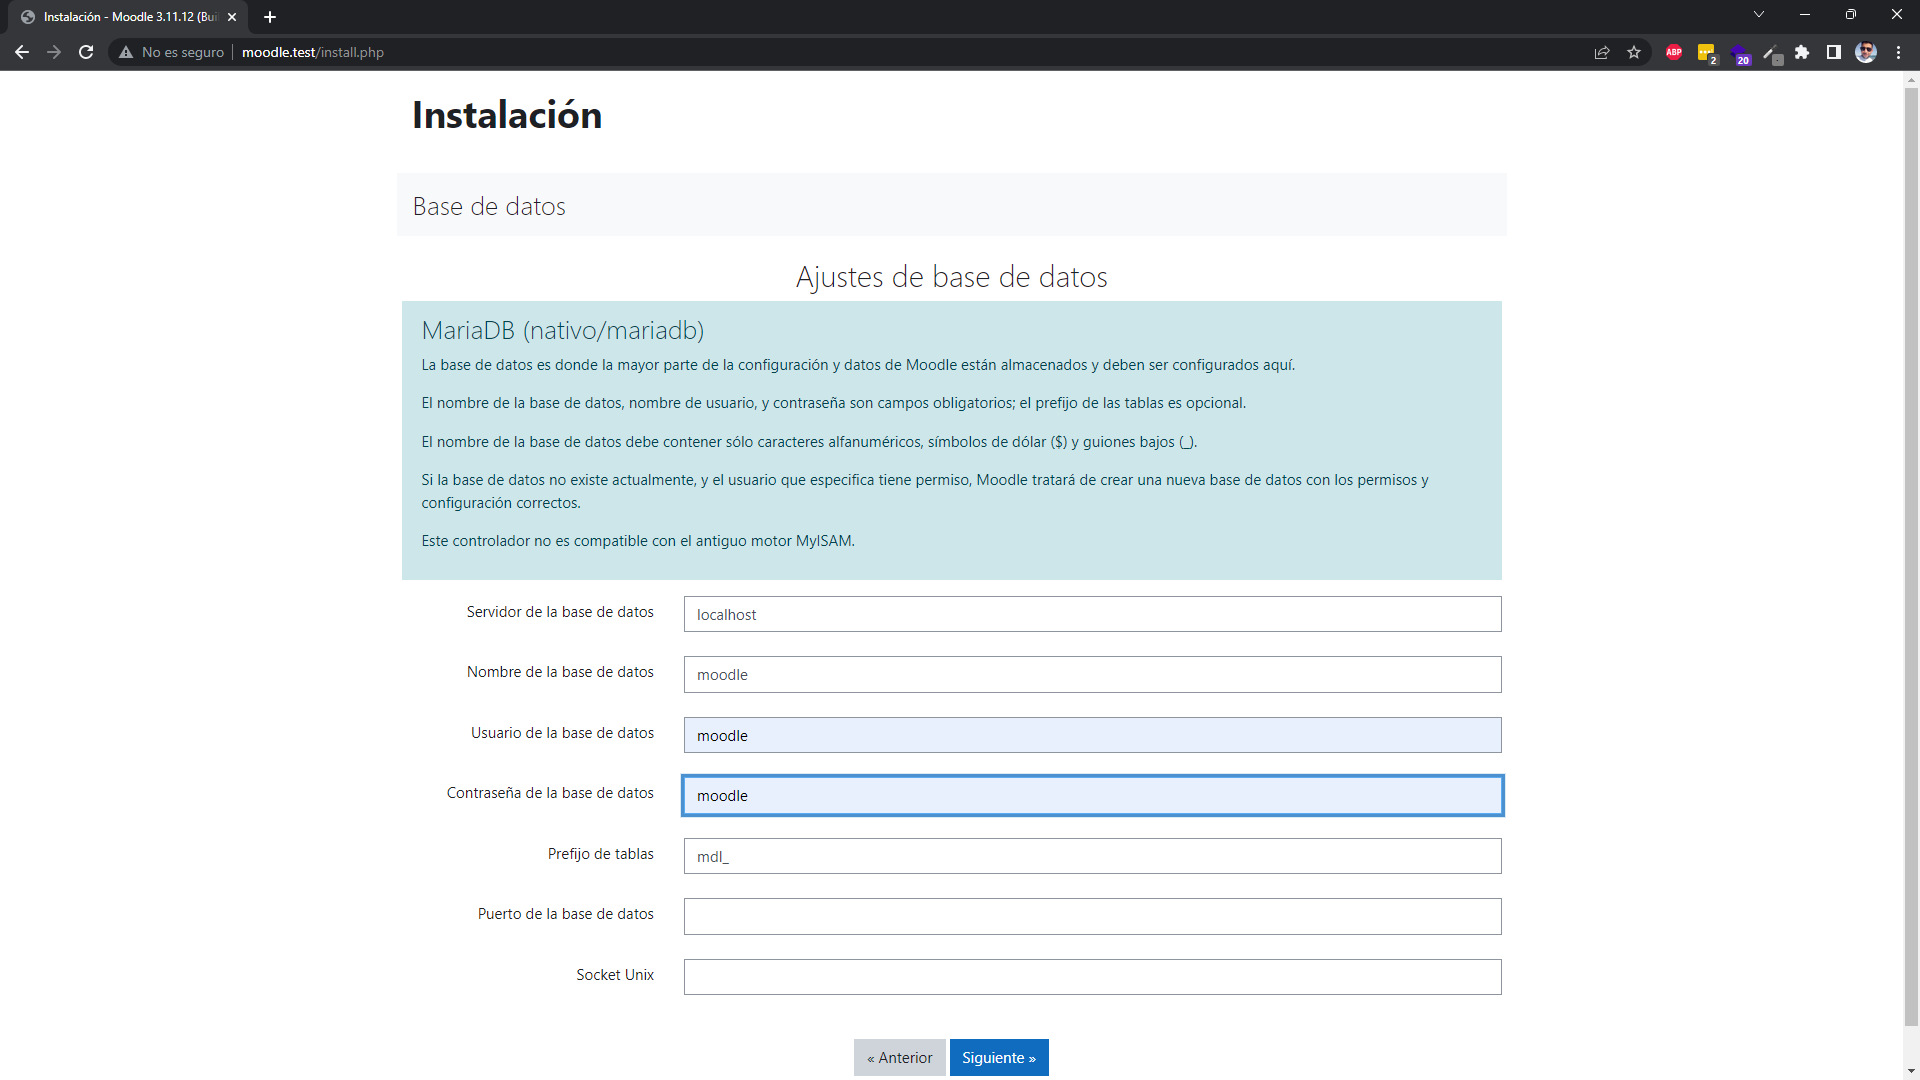 Instalación - Moodle 3.11.12 (Bui
No es seguro
moodle.test/install.php
ABP
2
20
Instalación
Base de datos
Ajustes de base de datos
MariaDB (nativo/mariadb)
La base de datos es donde la mayor parte de la configuración y datos de Moodle están almacenados y deben ser configurados aquí.
El nombre de la base de datos, nombre de usuario, y contraseña son campos obligatorios; el prefijo de las tablas es opcional.
El nombre de la base de datos debe contener sólo caracteres alfanuméricos, símbolos de dólar ($) y guiones bajos (_).
Si la base de datos no existe actualmente, y el usuario que especifica tiene permiso, Moodle tratará de crear una nueva base de datos con los permisos y
configuración correctos.
Este controlador no es compatible con el antiguo motor MyISAM.
Servidor de la base de datos
localhost
Nombre de la base de datos
moodle
Usuario de la base de datos
moodle
Contraseña de la base de datos
moodle
Prefijo de tablas
mdl_
Puerto de la base de datos
Socket Unix
« Anterior
Siguiente »